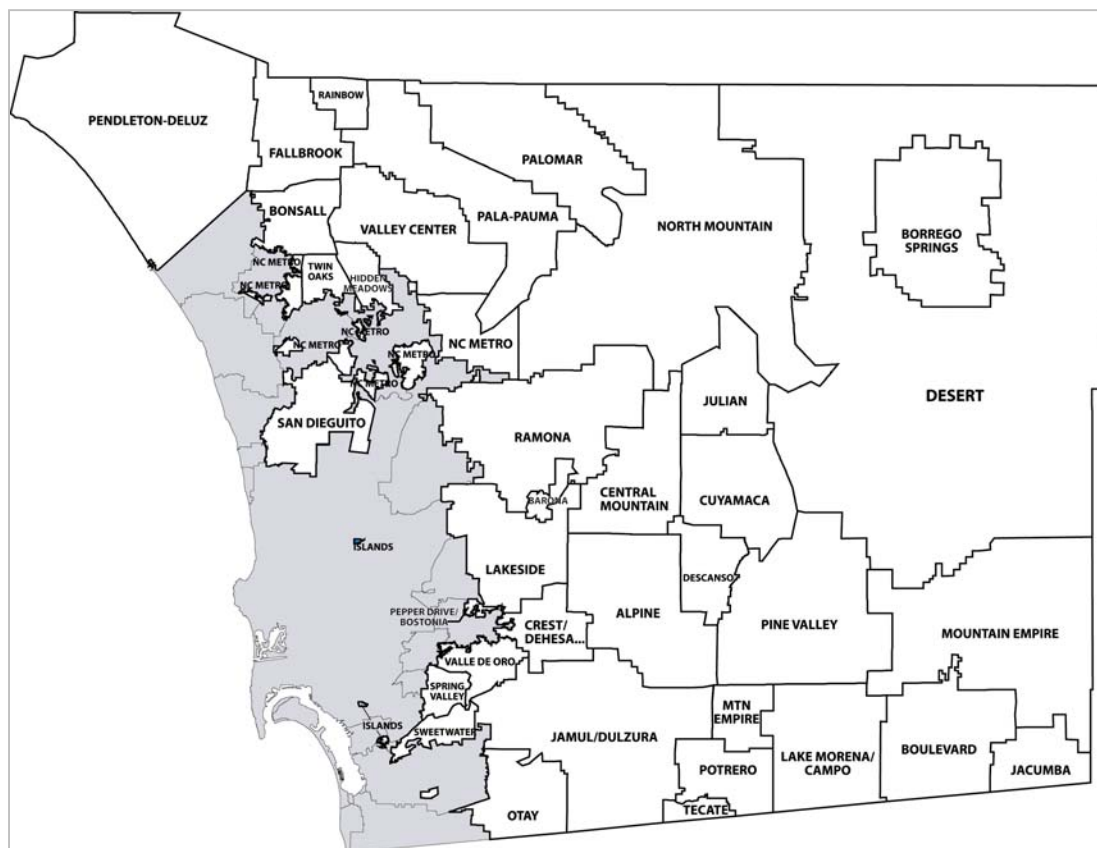 RAINBOW
PENDLETON-DELUZ
FALLBROOK
PALOMAR
BONSALL
VALLEY CENTER
PALA-PAUMA
NORTH MOUNTAIN
BORREGO
SPRINGS
NC METRO
TWIN
OAKS
HIDDEN
MEADOWS
NC METRO
NC METRO
NC METRO
NC METRO
NC METRO
NC METRO
DESERT
JULIAN
SAN DIEGUITO
RAMONA
BARONA
CENTRAL
MOUNTAIN
CUYAMACA
ISLANDS
LAKESIDE
DESCANSO
PEPPER DRIVE/
BOSTONIA
CREST/
DEHESA...
ALPINE
PINE VALLEY
MOUNTAIN EMPIRE
VALLE DE ORO
SPRING
VALLEY
ISLANDS
SWEETWATER
JAMUL/DULZURA
MTN
EMPIRE
LAKE MORENA/
CAMPO
BOULEVARD
POTRERO
JACUMBA
OTAY
TECATE